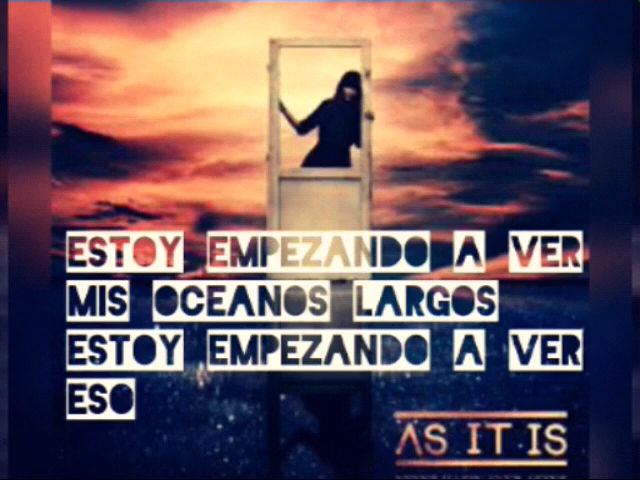 ESTOY EMPEZANDO A VER
MIS OCEANOS LARGOS
ESTOY EMPEZANDO A VER
ESO
AS IT IS